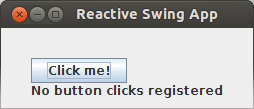 Reactive Swing App
Click me!
No button clicks registered